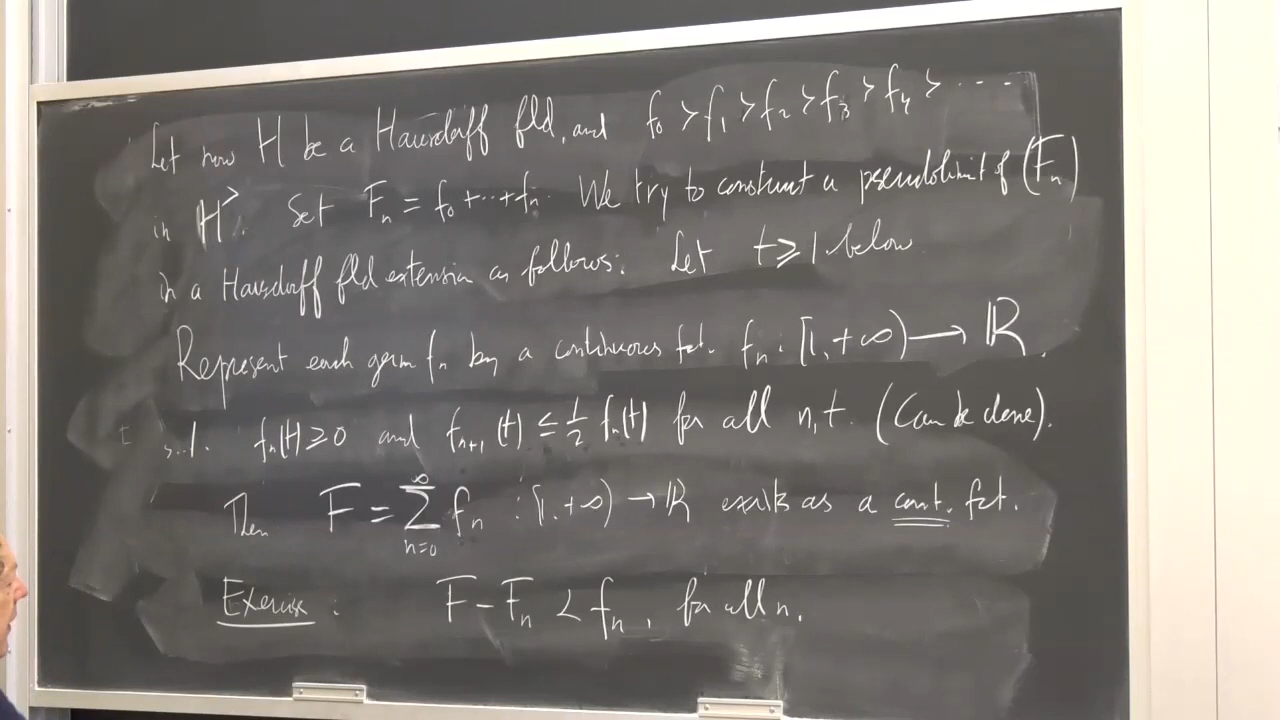 Let now H be a Hausdorff fld, and f₀ > f₁ > f₂ > f₃ > f₄ > ⋯
in H^>. Set Fₙ = f₀ + ⋯ + fₙ. We try to construct a pseudolimit of (Fₙ)
in a Hausdorff fld extension as follows: Let t ⩾ 1 below.
Represent each germ fₙ by a continuous fct. fₙ : [1, +∞) → ℝ.
s.t. fₙ(t) ≥ 0 and fₙ₊₁(t) ≤ ½ fₙ(t) for all n, t. (Can be done).
Then F = ∑_{n=0}^{∞} fₙ : [1, +∞) → ℝ exists as a cont. fct.
Exercise : F − Fₙ ≺ fₙ, for all n.